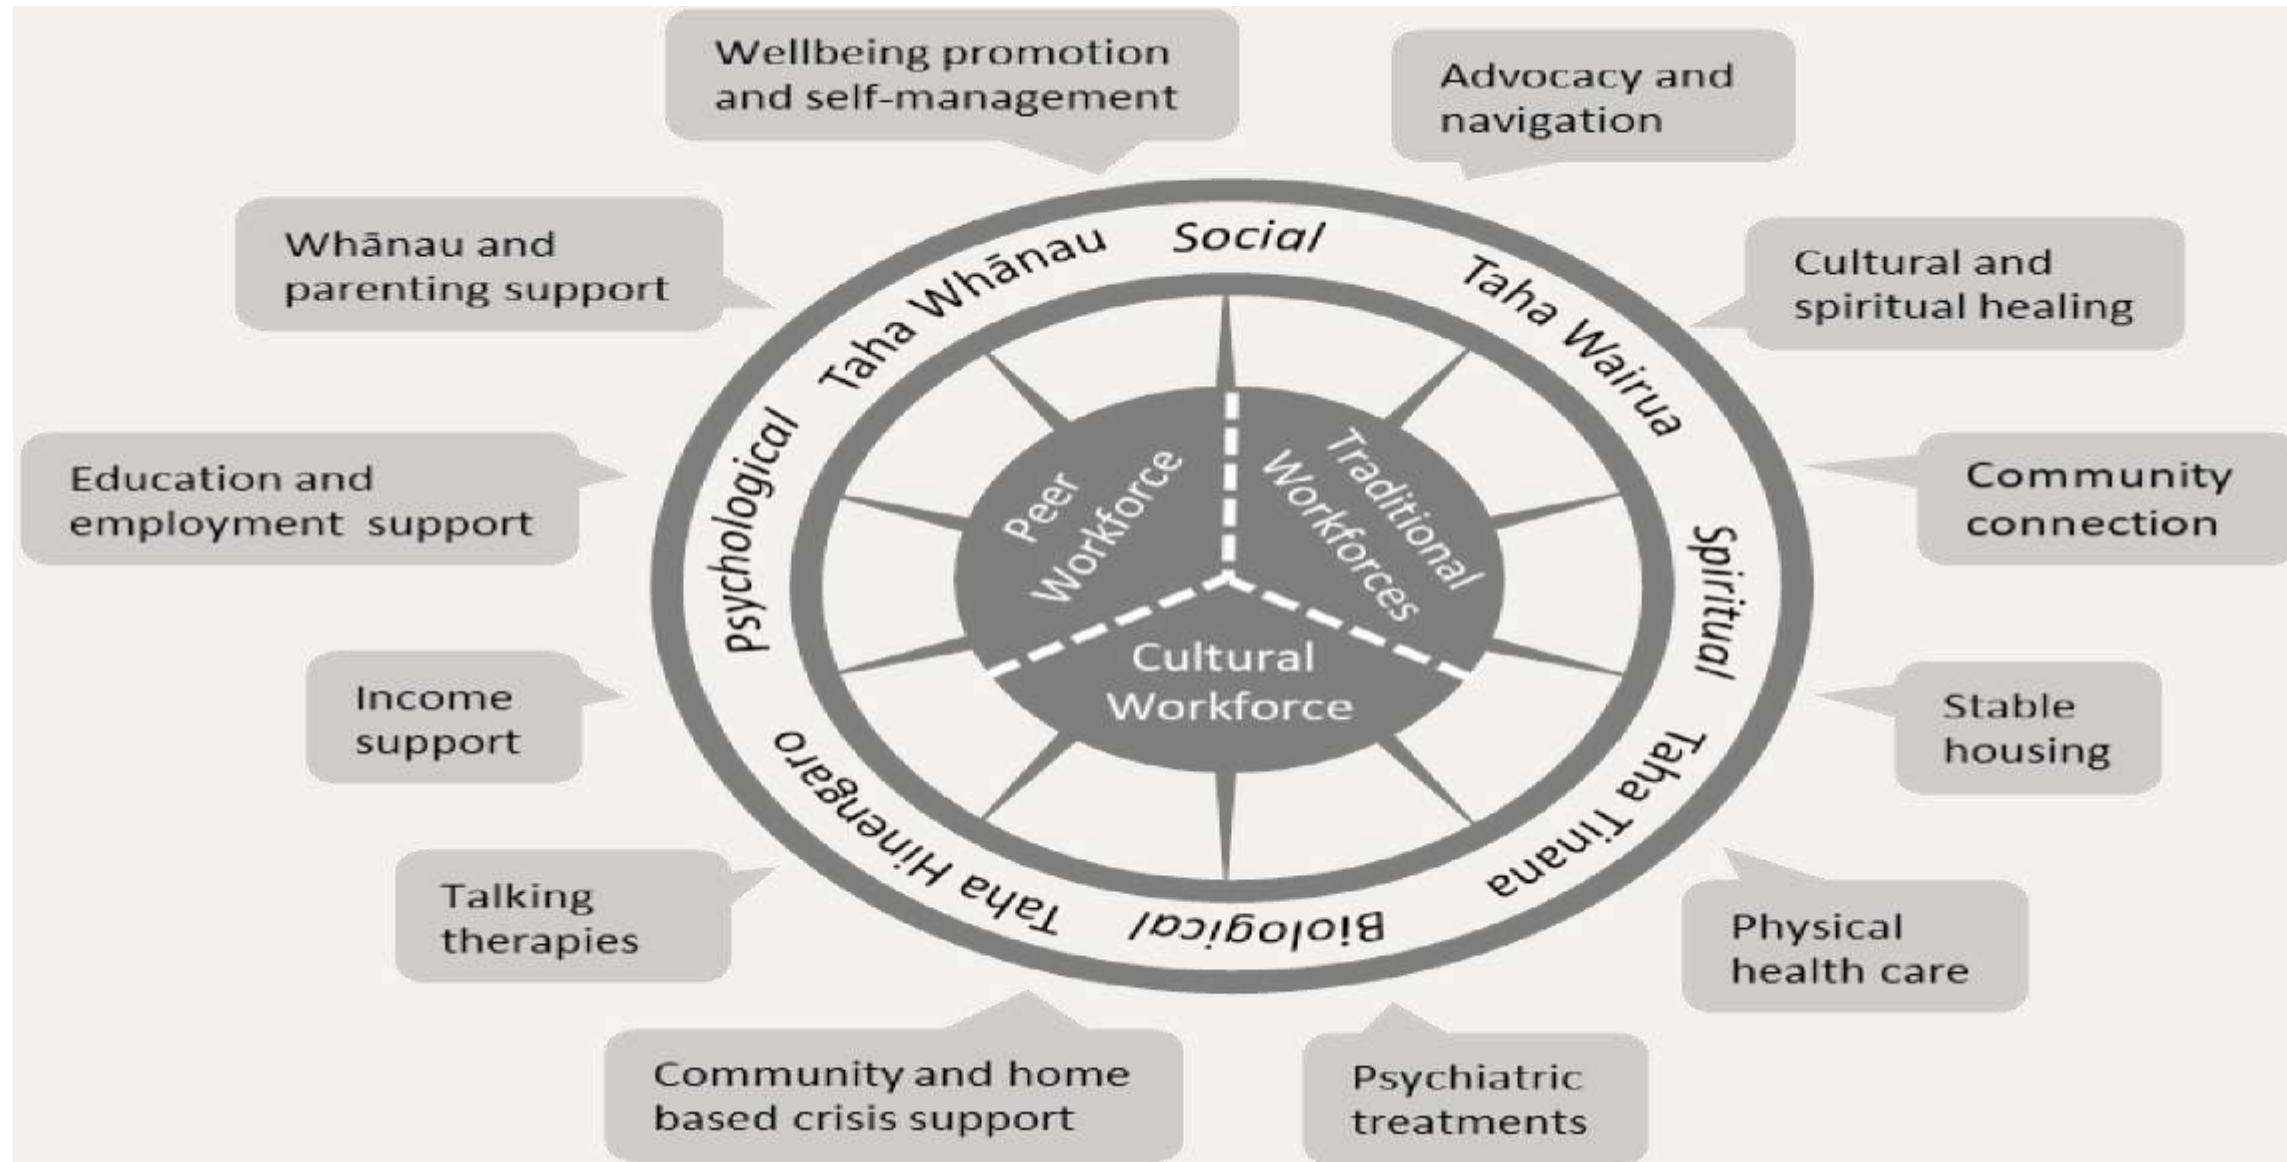 Wellbeing promotion
and self-management
Advocacy and
navigation
Whānau and
parenting support
Cultural and
spiritual healing
Education and
employment support
Community
connection
Income
support
Stable
housing
Talking
therapies
Physical
health care
Community and home
based crisis support
Psychiatric
treatments
Social
Taha Wairua
Spiritual
Taha Tinana
Biological
Taha Hinengaro
Psychological
Taha Whānau
Peer
Workforce
Traditional
Workforces
Cultural
Workforce